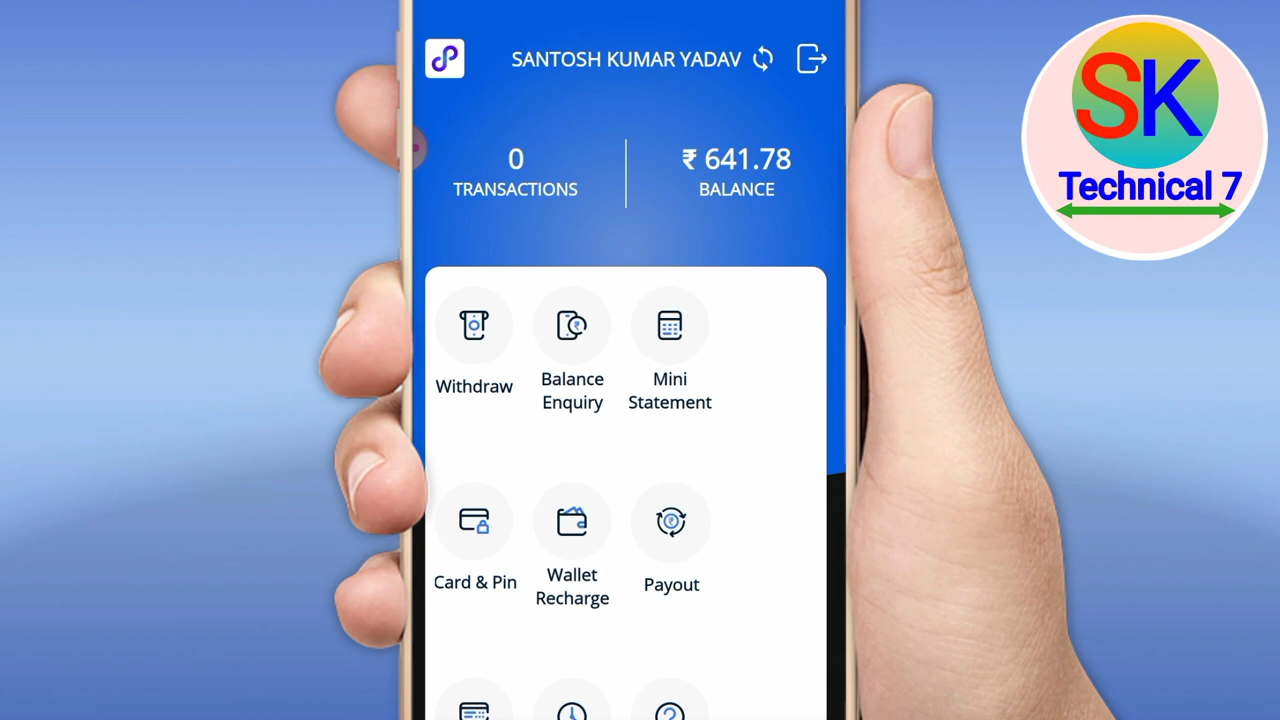 SANTOSH KUMAR YADAV
0
TRANSACTIONS
₹ 641.78
BALANCE
Withdraw
Balance
Enquiry
Mini
Statement
Card & Pin
Wallet
Recharge
Payout
SK
Technical 7